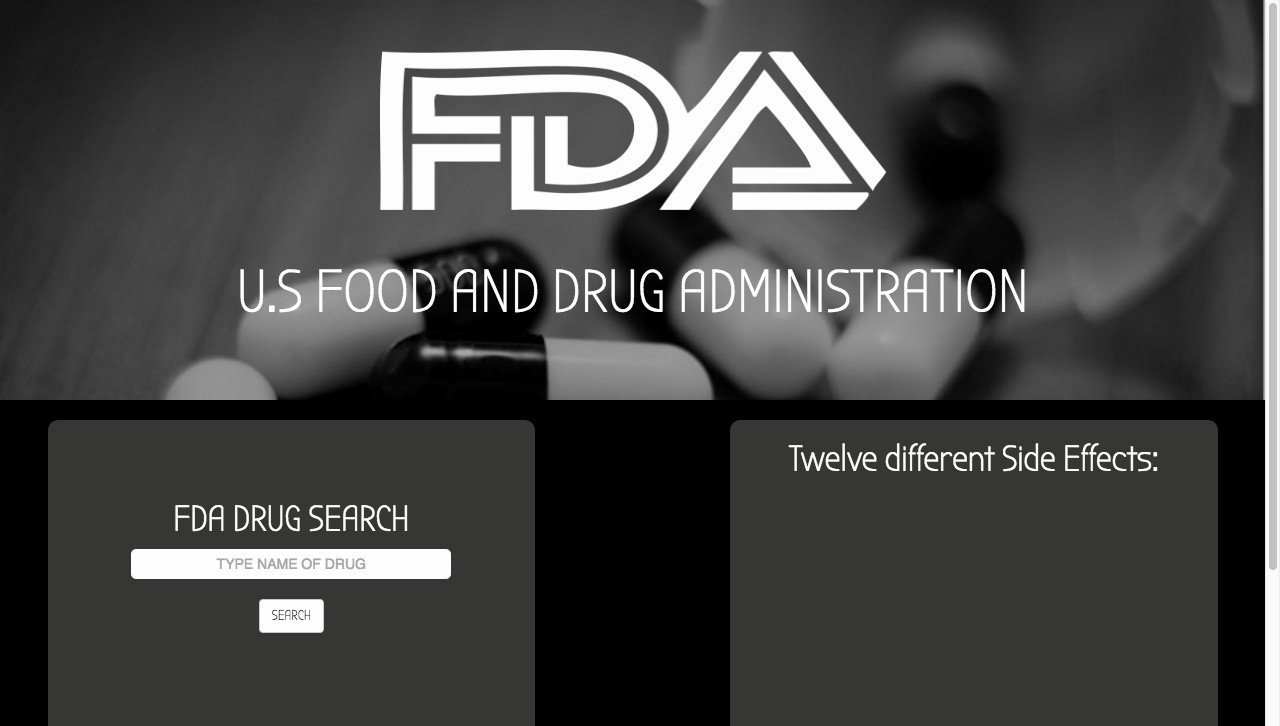 FDA
U.S FOOD AND DRUG ADMINISTRATION
FDA DRUG SEARCH
TYPE NAME OF DRUG
SEARCH
Twelve different Side Effects: